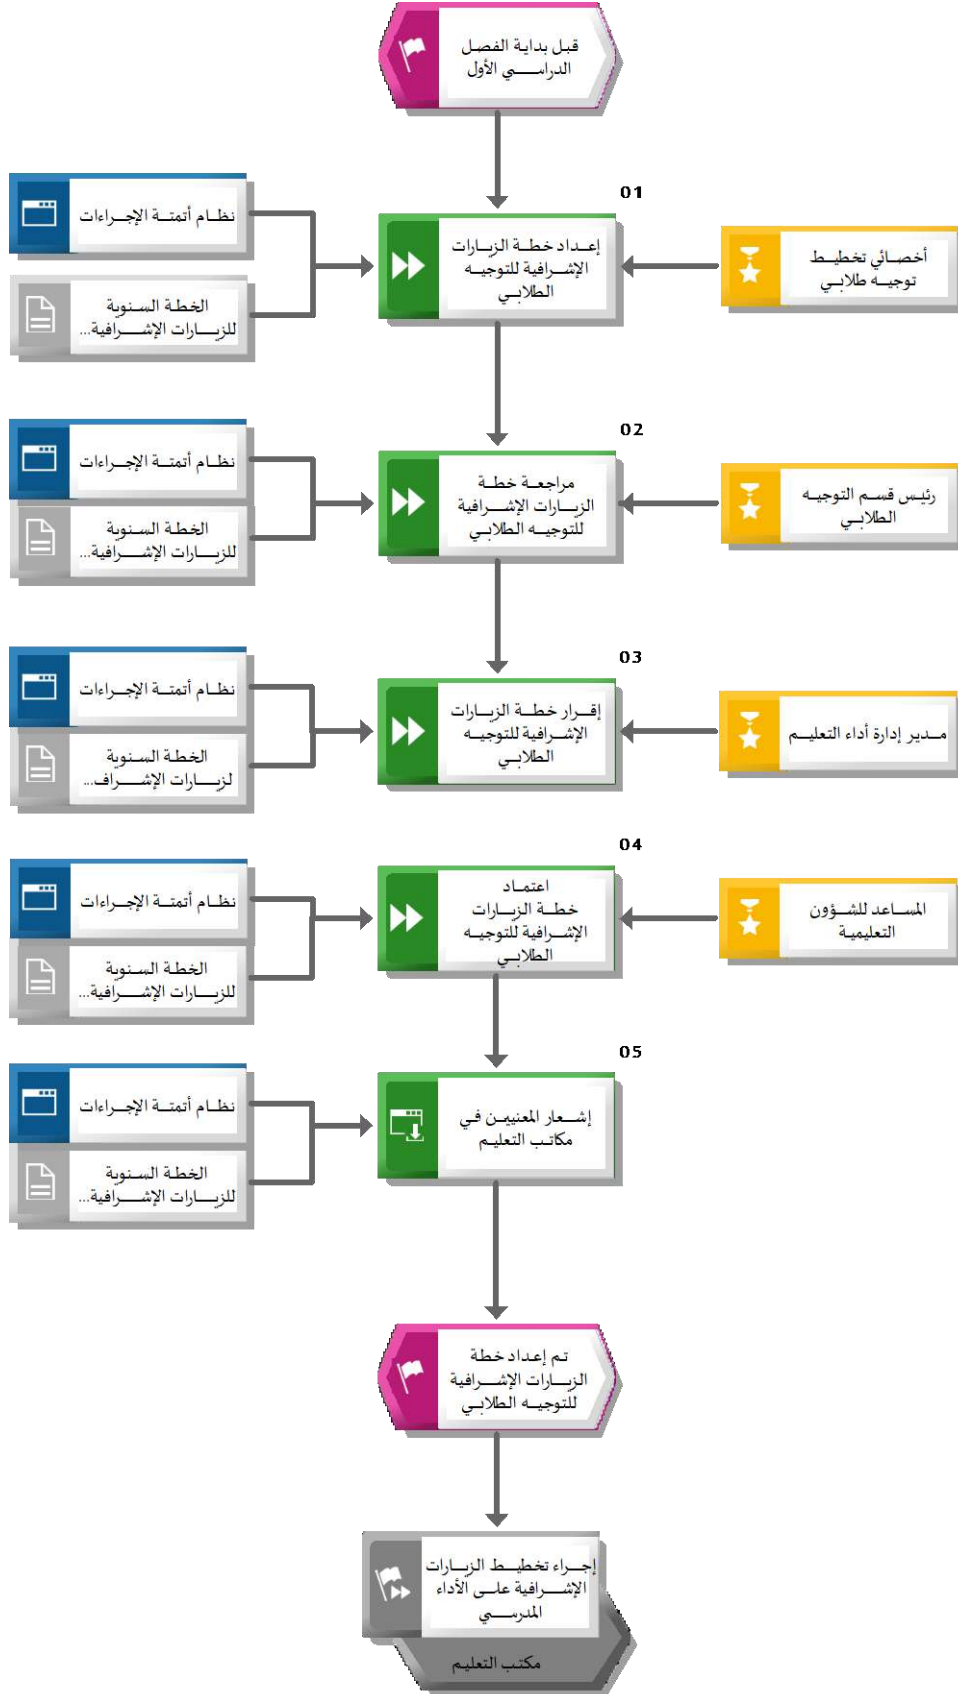 قبل بداية الفصل
الدراسي الأول
01
أخصائي تخطيط
توجيه طلابي
إعداد خطة الزيارات
الإشرافية للتوجيه
الطلابي
نظام أتمتة الإجراءات
الخطة السنوية
للزيارات الإشرافية...
02
رئيس قسم التوجيه
الطلابي
مراجعة خطة
الزيارات الإشرافية
للتوجيه الطلابي
نظام أتمتة الإجراءات
الخطة السنوية
للزيارات الإشرافية...
03
مدير إدارة أداء التعليم
إقرار خطة الزيارات
الإشرافية للتوجيه
الطلابي
نظام أتمتة الإجراءات
الخطة السنوية
لزيارات الإشراف...
04
المساعد للشؤون
التعليمية
اعتماد
خطة الزيارات
الإشرافية للتوجيه
الطلابي
نظام أتمتة الإجراءات
الخطة السنوية
للزيارات الإشرافية...
05
إشعار المعنيين في
مكاتب التعليم
نظام أتمتة الإجراءات
الخطة السنوية
للزيارات الإشرافية...
تم إعداد خطة
الزيارات الإشرافية
للتوجيه الطلابي
إجراء تخطيط الزيارات
الإشرافية على الأداء
المدرسي
مكتب التعليم